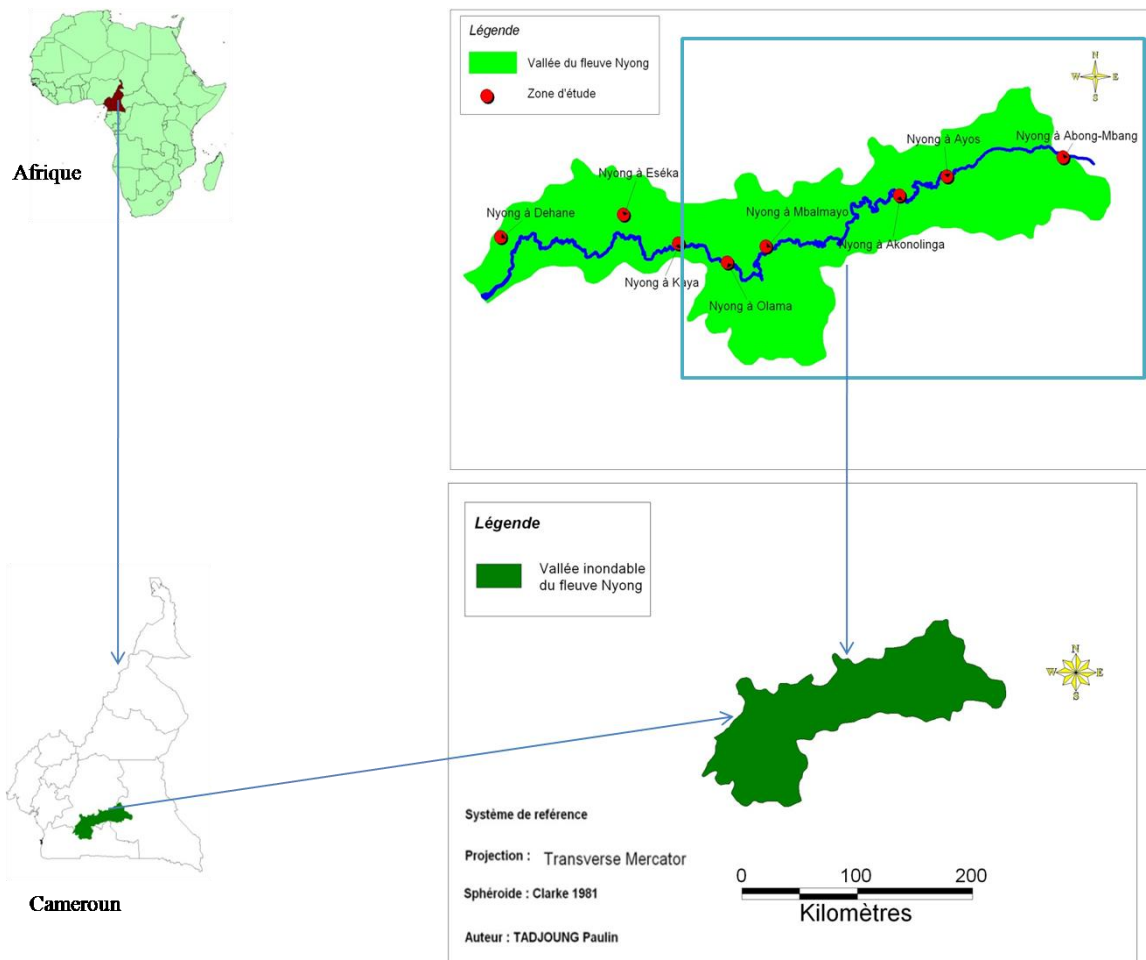 Afrique
Légende
Vallée du fleuve Nyong
Zone d'étude
N
W E
S
Nyong à Ayos
Nyong à Abong-Mbang
Nyong à Eséka
Nyong à Dehane
Nyong à Mbalmayo
Nyong à Akonolinga
Nyong à Kaya
Nyong à Olama
Légende
Vallée inondable
du fleuve Nyong
N
W E
S
Système de reférence
Projection : Transverse Mercator
Sphéroide : Clarke 1981
Auteur : TADJOUNG Paulin
0 100 200
Kilomètres
Cameroun